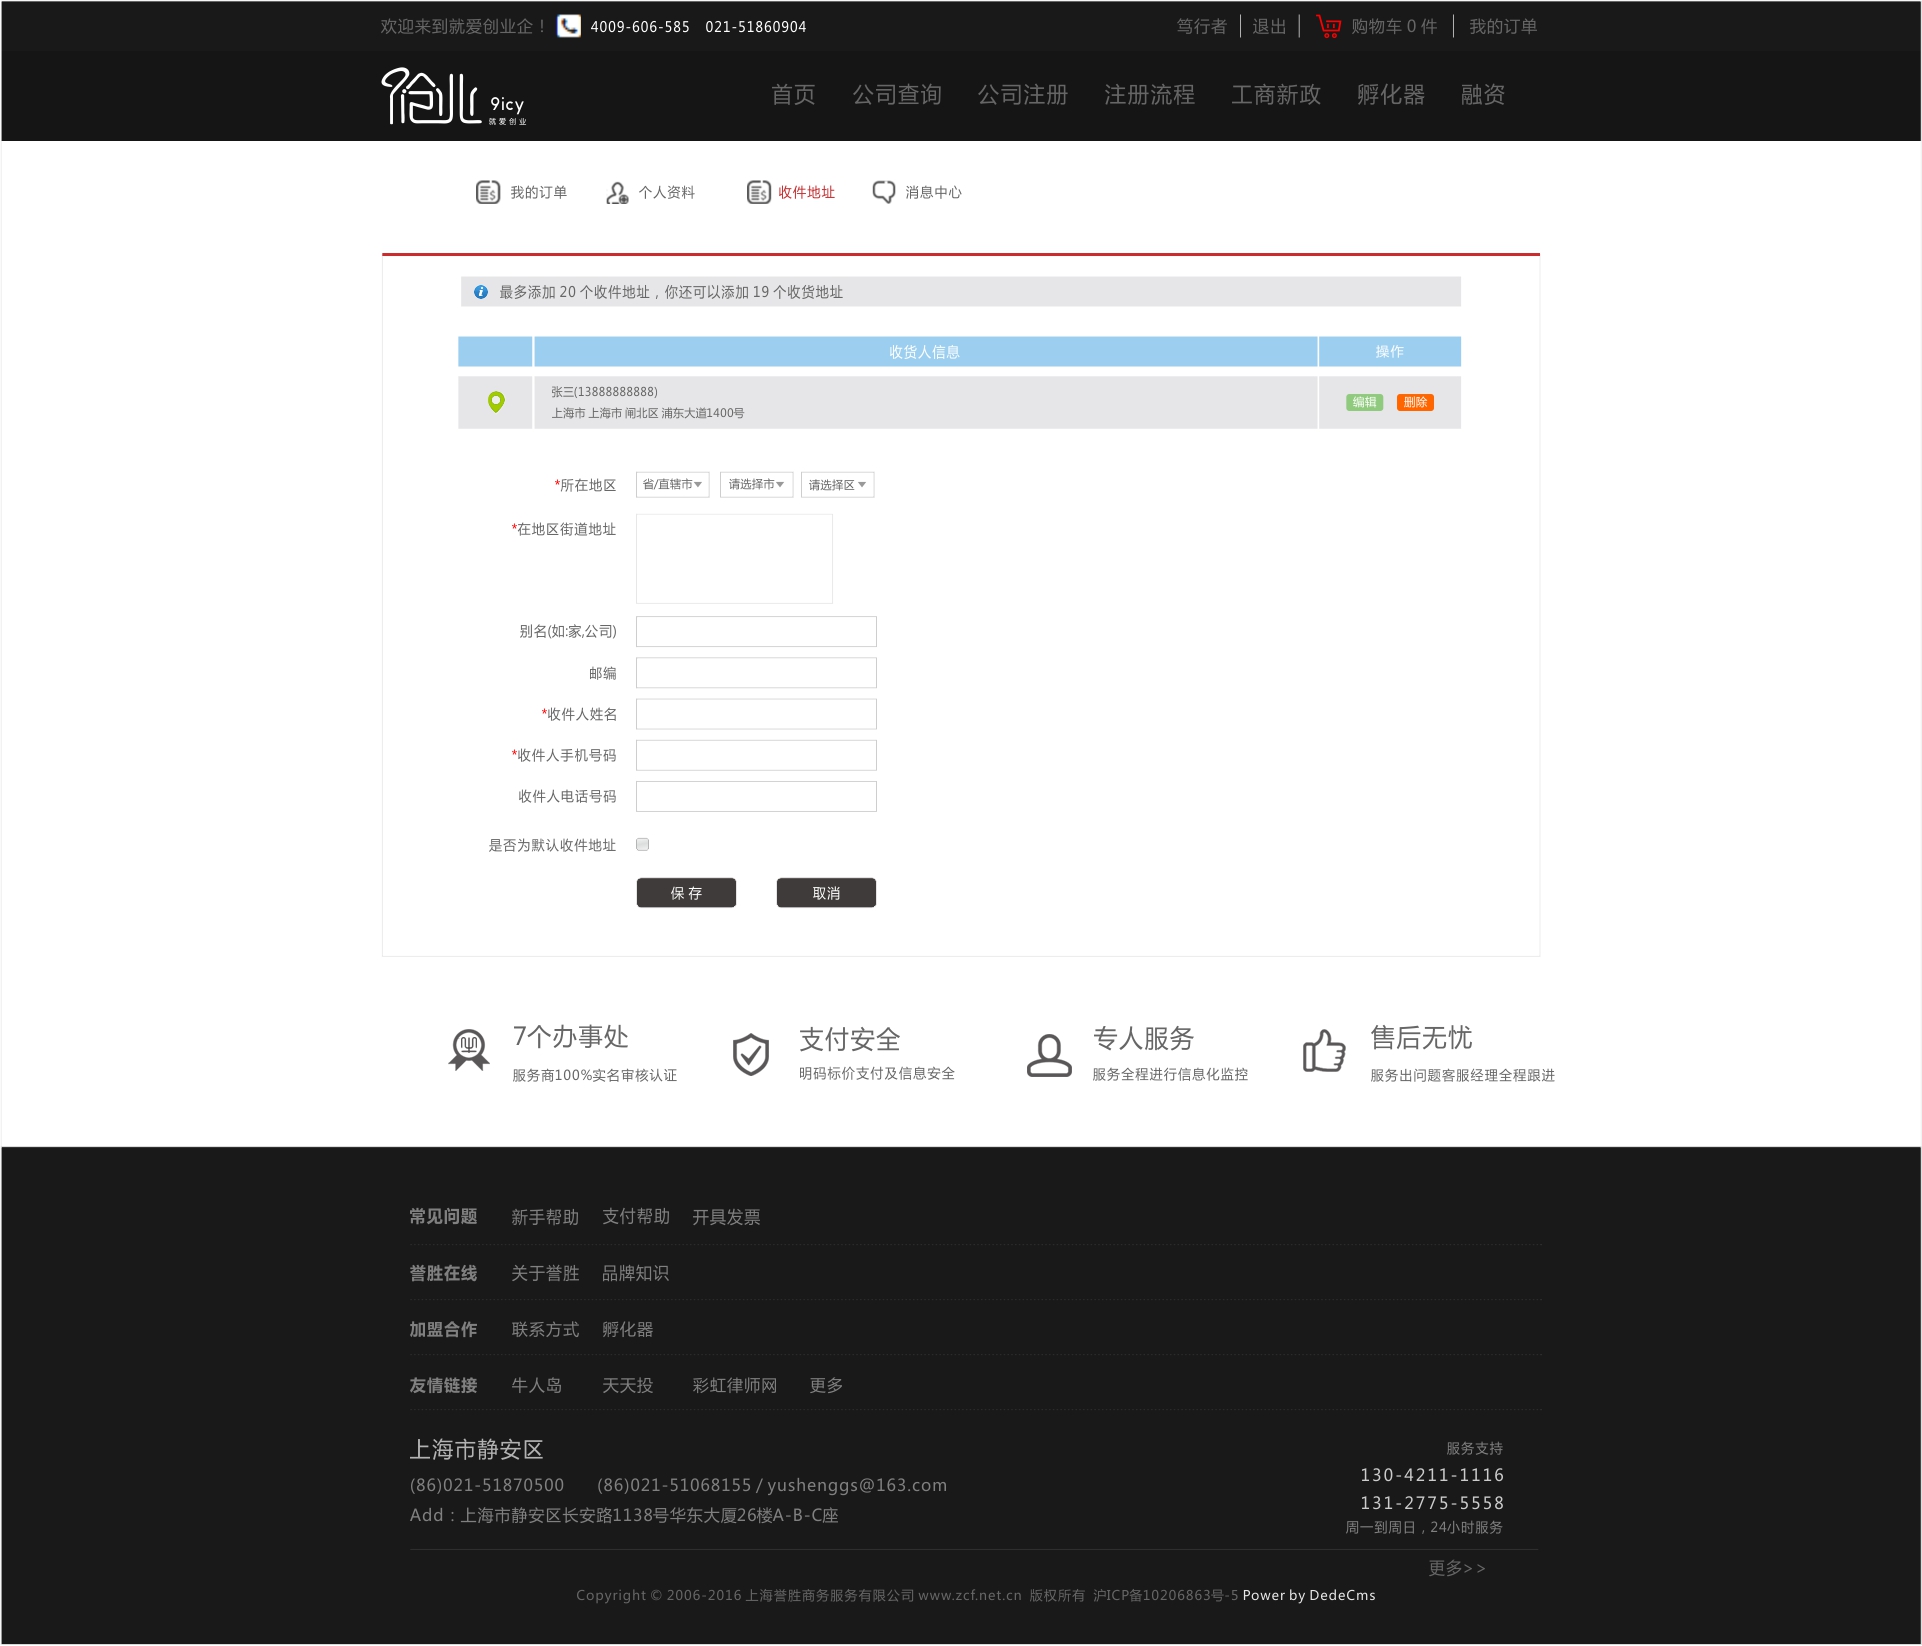 欢迎来到就爱创业企！ 4009-606-585 021-51860904 笃行者 退出 购物车 0 件 我的订单
9icy
就爱创业
首页 公司查询 公司注册 注册流程 工商新政 孵化器 融资
我的订单 个人资料 收件地址 消息中心
最多添加 20 个收件地址，你还可以添加 19 个收货地址
收货人信息 操作
张三(13888888888)
上海市 上海市 闸北区 浦东大道1400号
编辑 删除
*所在地区 省/直辖市 请选择市 请选择区
*在地区街道地址
别名(如:家,公司)
邮编
*收件人姓名
*收件人手机号码
收件人电话号码
是否为默认收件地址
保 存 取消
7个办事处 支付安全 专人服务 售后无忧
服务商100%实名审核认证 明码标价支付及信息安全 服务全程进行信息化监控 服务出问题客服经理全程跟进
常见问题 新手帮助 支付帮助 开具发票
誉胜在线 关于誉胜 品牌知识
加盟合作 联系方式 孵化器
友情链接 牛人岛 天天投 彩虹律师网 更多
上海市静安区
(86)021-51870500 (86)021-51068155 / yushenggs@163.com
Add：上海市静安区长安路1138号华东大厦26楼A-B-C座
服务支持
130-4211-1116
131-2775-5558
周一到周日，24小时服务
更多>>
Copyright © 2006-2016 上海誉胜商务服务有限公司 www.zcf.net.cn 版权所有 沪ICP备10206863号-5 Power by DedeCms